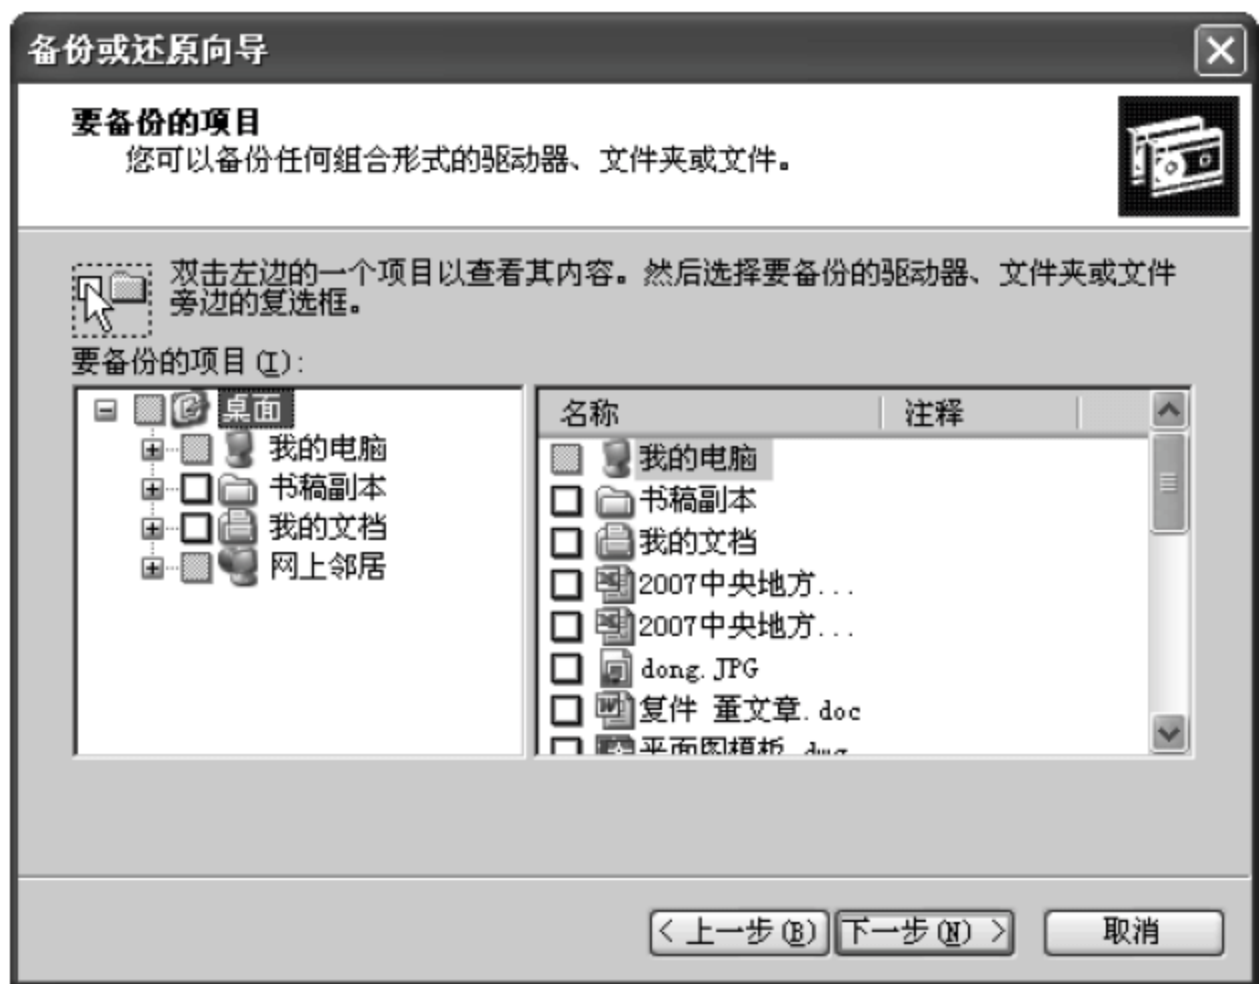 备份或还原向导
要备份的项目
您可以备份任何组合形式的驱动器、文件夹或文件。
双击左边的一个项目以查看其内容。然后选择要备份的驱动器、文件夹或文件
旁边的复选框。
要备份的项目(I):
桌面
我的电脑
书稿副本
我的文档
网上邻居
名称 注释
我的电脑
书稿副本
我的文档
2007中央地方...
2007中央地方...
dong.JPG
复件 董文章.doc
平面图模板.dwg
< 上一步(B) 下一步(N) > 取消